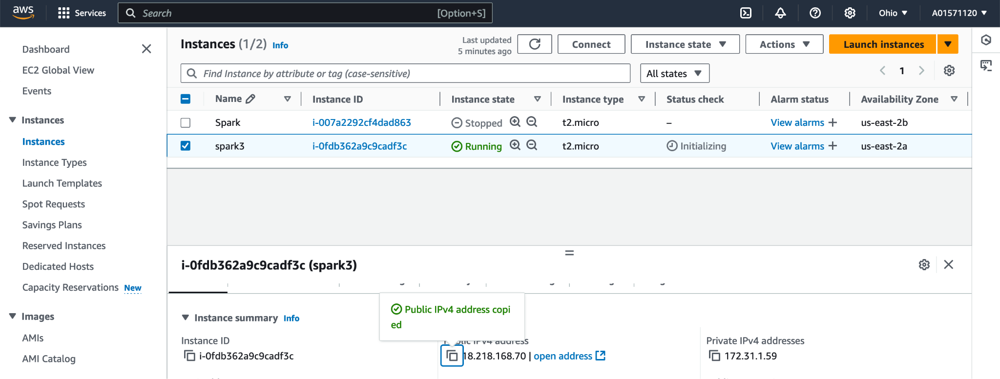 aws
Services
Search
[Option+S]
Ohio
A01571120
Dashboard
EC2 Global View
Events
Instances
Instances
Instance Types
Launch Templates
Spot Requests
Savings Plans
Reserved Instances
Dedicated Hosts
Capacity Reservations New
Images
AMIs
AMI Catalog
Instances (1/2) Info
Last updated
5 minutes ago
Connect
Instance state
Actions
Launch instances
Find Instance by attribute or tag (case-sensitive)
All states
1
Name Instance ID Instance state Instance type Status check Alarm status Availability Zone
Spark i-007a2292cf4dad863 Stopped t2.micro – View alarms + us-east-2b
spark3 i-0fdb362a9c9cadf3c Running t2.micro Initializing View alarms + us-east-2a
i-0fdb362a9c9cadf3c (spark3)
Public IPv4 address copi
ed
Instance summary Info
Instance ID
i-0fdb362a9c9cadf3c
Public IPv4 address
18.218.168.70 | open address
Private IPv4 addresses
172.31.1.59